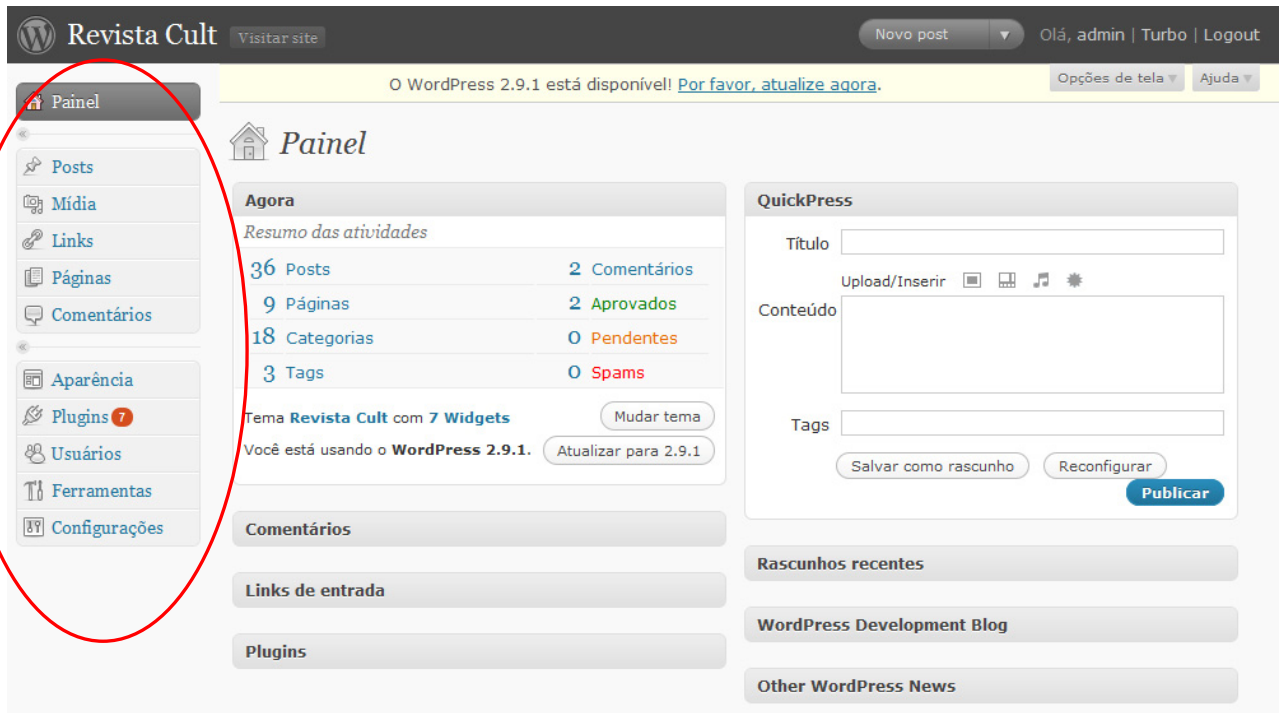 Revista Cult Visitar site Novo post Olá, admin | Turbo | Logout
O WordPress 2.9.1 está disponível! Por favor, atualize agora. Opções de tela Ajuda
Painel
Posts
Mídia
Links
Páginas
Comentários
Aparência
Plugins 7
Usuários
Ferramentas
Configurações
Painel
Agora
Resumo das atividades
36 Posts 2 Comentários
9 Páginas 2 Aprovados
18 Categorias 0 Pendentes
3 Tags 0 Spams
Tema Revista Cult com 7 Widgets Mudar tema
Você está usando o WordPress 2.9.1. Atualizar para 2.9.1
Comentários
Links de entrada
Plugins
QuickPress
Título
Upload/Inserir
Conteúdo
Tags
Salvar como rascunho Reconfigurar
Publicar
Rascunhos recentes
WordPress Development Blog
Other WordPress News